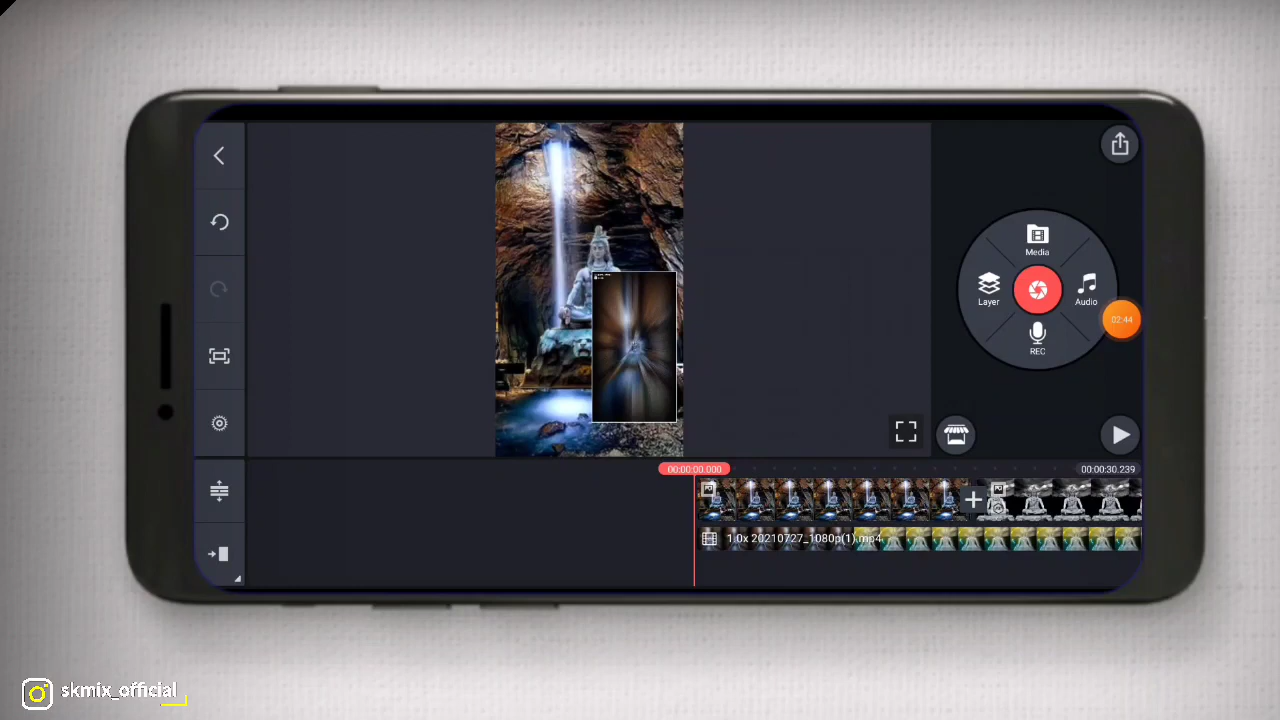 Media
Layer
Audio
02:44
REC
00:00:00.000
00:00:30.239
1.0x 20210727_1080p(1).mp4
skmix_official